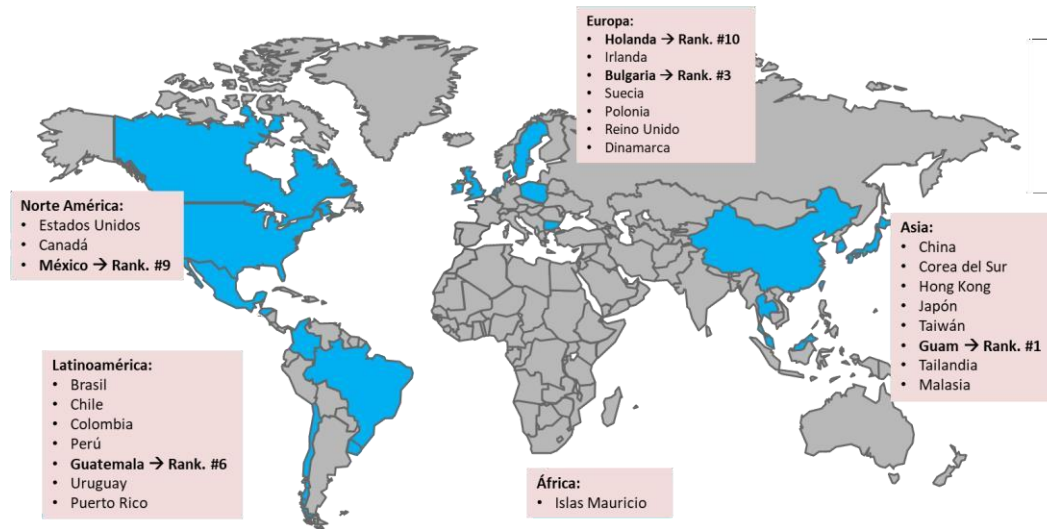 Europa:
• Holanda → Rank. #10
• Irlanda
• Bulgaria → Rank. #3
• Suecia
• Polonia
• Reino Unido
• Dinamarca
Norte América:
• Estados Unidos
• Canadá
• México → Rank. #9
Asia:
• China
• Corea del Sur
• Hong Kong
• Japón
• Taiwán
• Guam → Rank. #1
• Tailandia
• Malasia
Latinoamérica:
• Brasil
• Chile
• Colombia
• Perú
• Guatemala → Rank. #6
• Uruguay
• Puerto Rico
África:
• Islas Mauricio